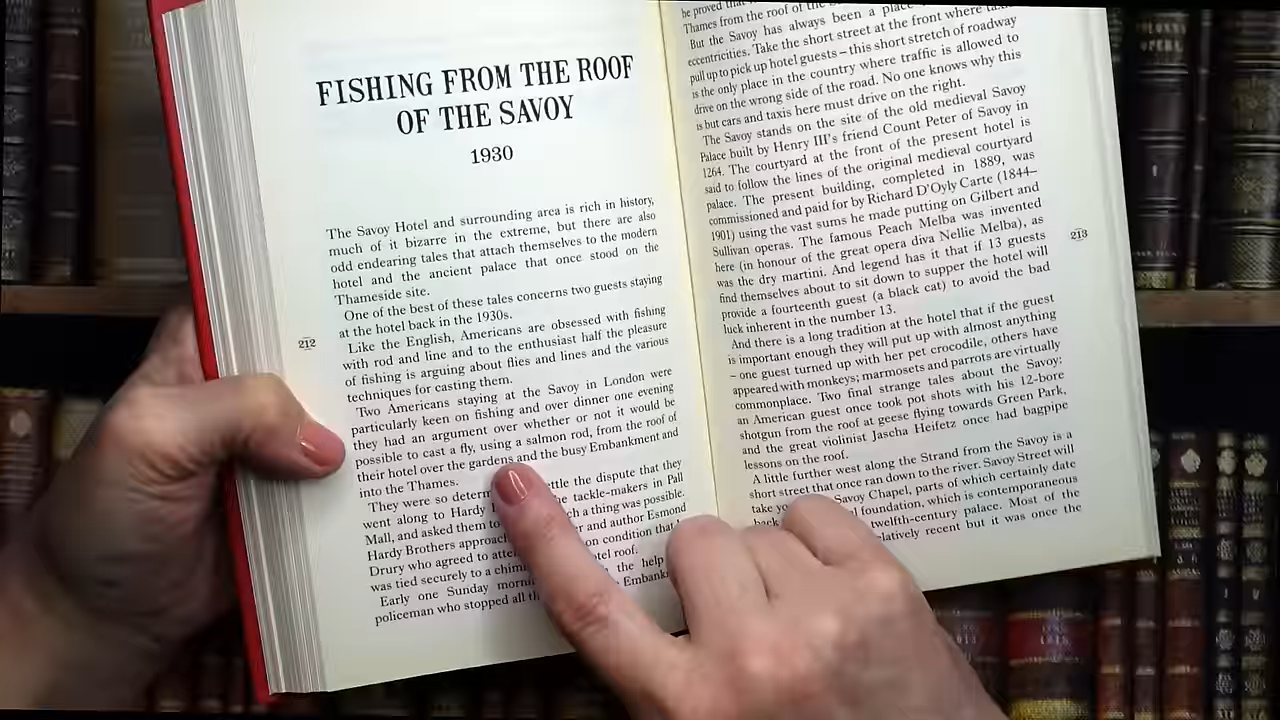 FISHING FROM THE ROOF
OF THE SAVOY
1930
The Savoy Hotel and surrounding area is rich in history,
much of it bizarre in the extreme, but there are also
odd endearing tales that attach themselves to the modern
hotel and the ancient palace that once stood on the
Thameside site.
One of the best of these tales concerns two guests staying
at the hotel back in the 1930s.
Like the English, Americans are obsessed with fishing
with rod and line and to the enthusiast half the pleasure
of fishing is arguing about flies and lines and the various
techniques for casting them.
Two Americans staying at the Savoy in London were
particularly keen on fishing and over dinner one evening
they had an argument over whether or not it would be
possible to cast a fly, using a salmon rod, from the roof of
their hotel over the gardens and the busy Embankment and
into the Thames.
They were so deter ettle the dispute that they
went along to Hardy he tackle-makers in Pall
Mall, and asked them to ch a thing was possible.
Hardy Brothers approac r and author Esmond
Drury who agreed to atte on condition that
was tied securely to a chim otel roof.
Early one Sunday morni the help
policeman who stopped all th Embank
212
he proved that
Thames from the roof of the
But the Savoy has always been a place
eccentricities. Take the short street at the front where
pull up to pick up hotel guests – this short stretch of roadway
is the only place in the country where traffic is allowed to
drive on the wrong side of the road. No one knows why this
is but cars and taxis here must drive on the right.
The Savoy stands on the site of the old medieval Savoy
Palace built by Henry III's friend Count Peter of Savoy in
1264. The courtyard at the front of the present hotel is
said to follow the lines of the original medieval courtyard
palace. The present building, completed in 1889, was
commissioned and paid for by Richard D'Oyly Carte (1844–
1901) using the vast sums he made putting on Gilbert and
Sullivan operas. The famous Peach Melba was invented
here (in honour of the great opera diva Nellie Melba), as
was the dry martini. And legend has it that if 13 guests
find themselves about to sit down to supper the hotel will
provide a fourteenth guest (a black cat) to avoid the bad
luck inherent in the number 13.
And there is a long tradition at the hotel that if the guest
is important enough they will put up with almost anything
– one guest turned up with her pet crocodile, others have
appeared with monkeys; marmosets and parrots are virtually
commonplace. Two final strange tales about the Savoy:
an American guest once took pot shots with his 12-bore
shotgun from the roof at geese flying towards Green Park,
and the great violinist Jascha Heifetz once had bagpipe
lessons on the roof.
A little further west along the Strand from the Savoy is a
short street that once ran down to the river. Savoy Street will
take yo Savoy Chapel, parts of which certainly date
back l foundation, which is contemporaneous
twelfth-century palace. Most of the
latively recent but it was once the
213
OPERA